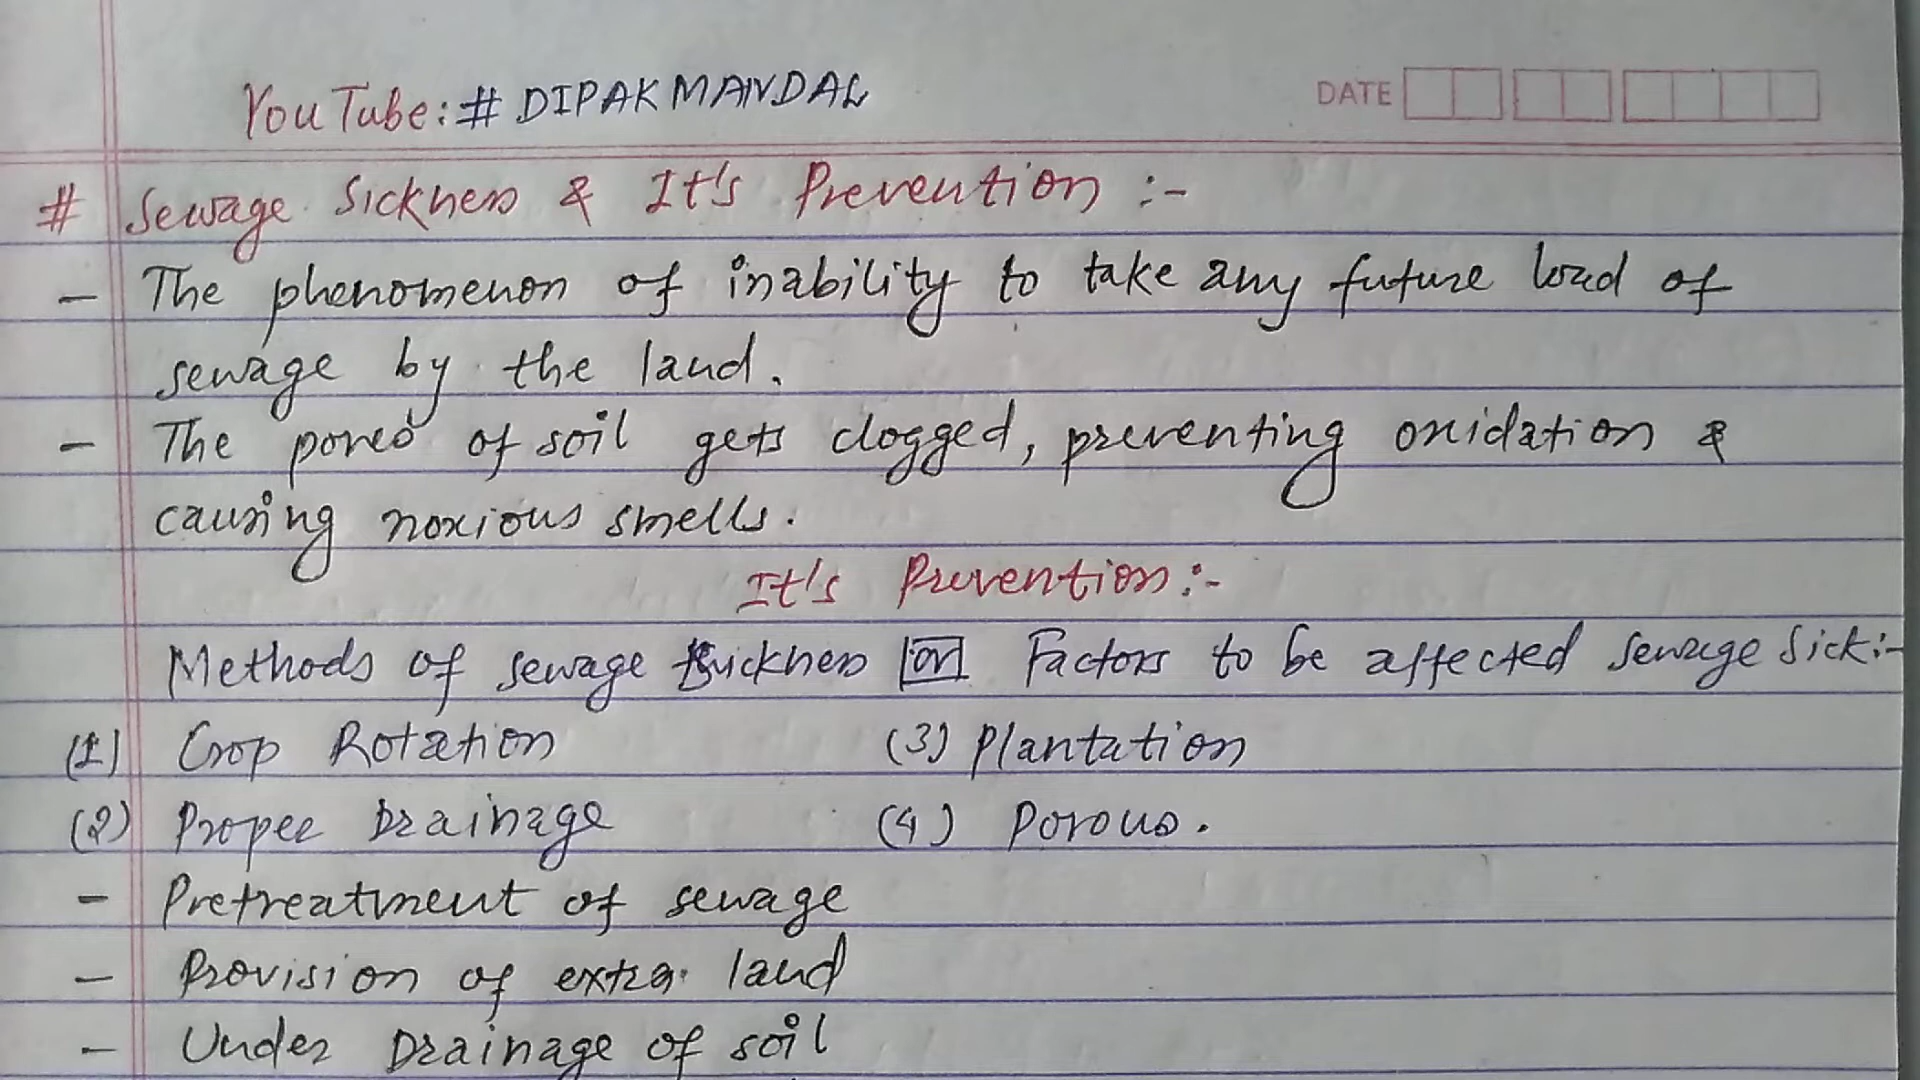 YouTube: # DIPAK MANDAL
DATE
# Sewage Sickness & It's Prevention :-
- The phenomenon of inability to take any future load of
sewage by the land.
- The pores of soil gets clogged, preventing oxidation &
causing noxious smells.
It's Prevention:-
Methods of sewage sickness or Factors to be affected sewage Sick:-
(1) Crop Rotation (3) Plantation
(2) Proper Drainage (4) Porous.
- Pretreatment of sewage
- Provision of extra land
- Under Drainage of soil